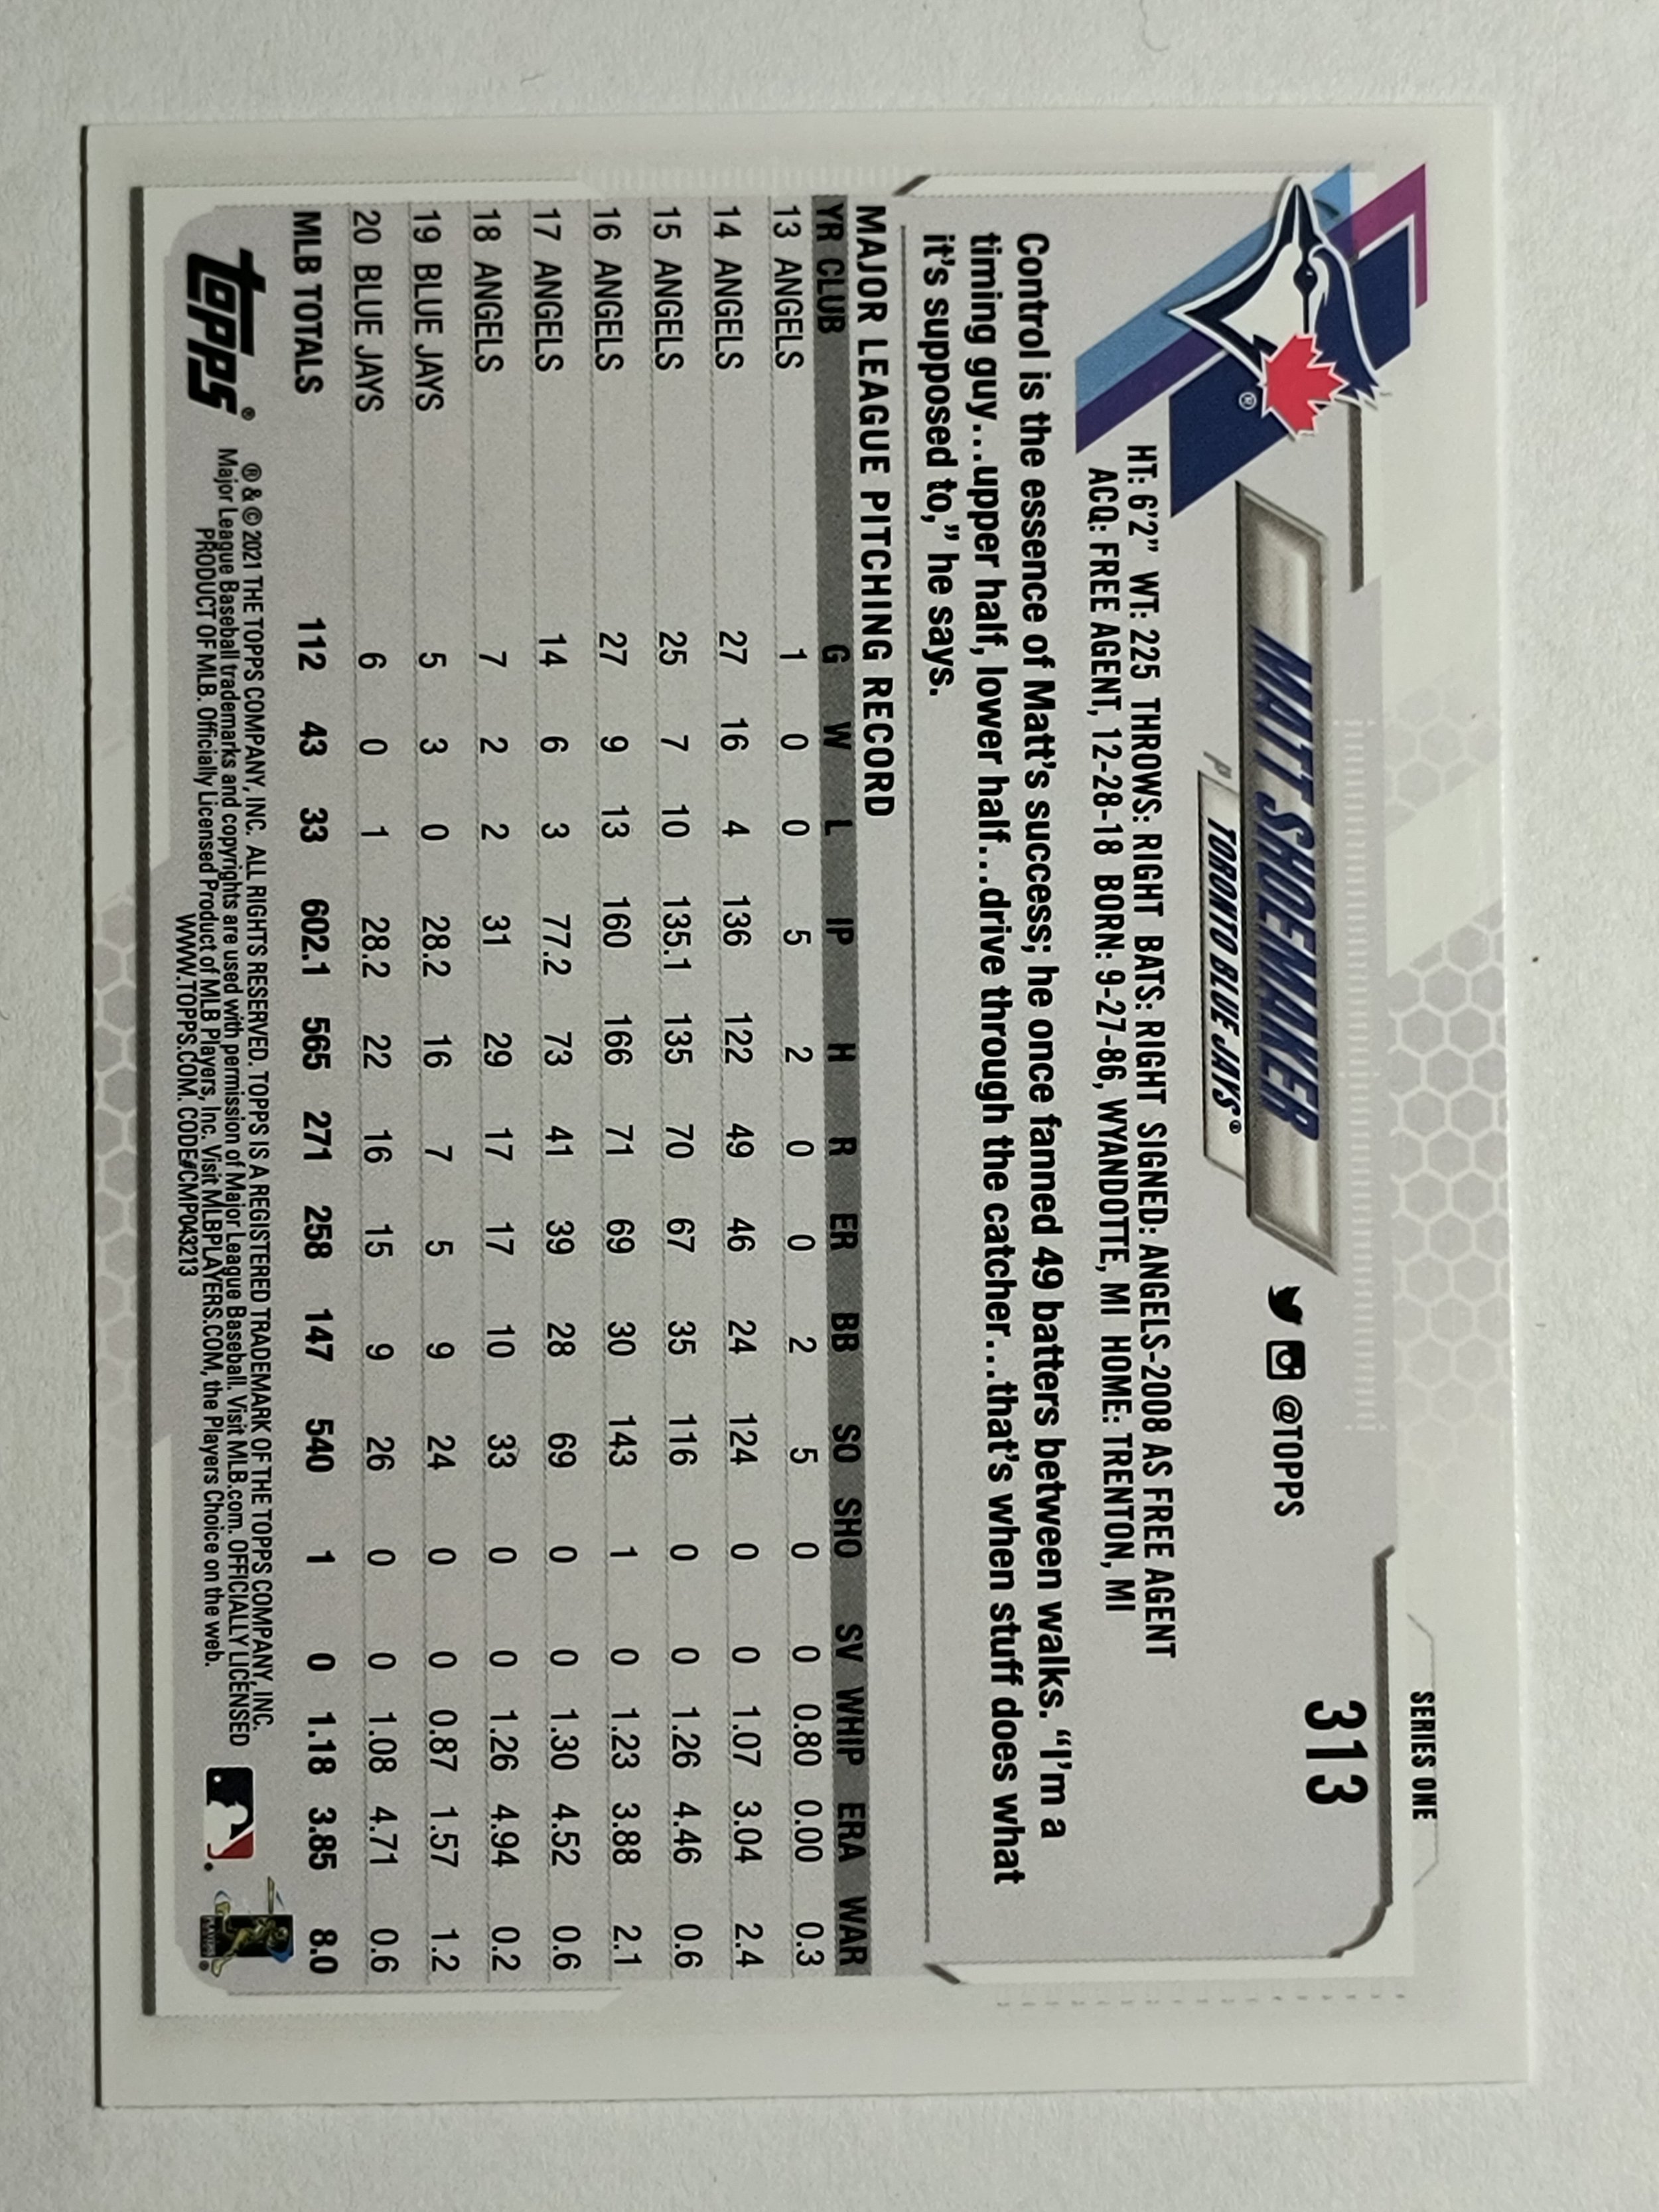 SERIES ONE
313
MATT SHOEMAKER
@TOPPS
P TORONTO BLUE JAYS®
HT: 6'2" WT: 225 THROWS: RIGHT BATS: RIGHT SIGNED: ANGELS-2008 AS FREE AGENT
ACQ: FREE AGENT, 12-28-18 BORN: 9-27-86, WYANDOTTE, MI HOME: TRENTON, MI
®
Control is the essence of Matt's success; he once fanned 49 batters between walks. “I'm a
timing guy…upper half, lower half…drive through the catcher…that's when stuff does what
it's supposed to,” he says.
MAJOR LEAGUE PITCHING RECORD
YR CLUB G W L IP H R ER BB SO SHO SV WHIP ERA WAR
13 ANGELS 1 0 0 5 2 0 0 2 5 0 0 0.80 0.00 0.3
14 ANGELS 27 16 4 136 122 49 46 24 124 0 0 1.07 3.04 2.4
15 ANGELS 25 7 10 135.1 135 70 67 35 116 0 0 1.26 4.46 0.6
16 ANGELS 27 9 13 160 166 71 69 30 143 1 0 1.23 3.88 2.1
17 ANGELS 14 6 3 77.2 73 41 39 28 69 0 0 1.30 4.52 0.6
18 ANGELS 7 2 2 31 29 17 17 10 33 0 0 1.26 4.94 0.2
19 BLUE JAYS 5 3 0 28.2 16 7 5 9 24 0 0 0.87 1.57 1.2
20 BLUE JAYS 6 0 1 28.2 22 16 15 9 26 0 0 1.08 4.71 0.6
MLB TOTALS 112 43 33 602.1 565 271 258 147 540 1 0 1.18 3.85 8.0
topps®
® & © 2021 THE TOPPS COMPANY, INC. ALL RIGHTS RESERVED. TOPPS IS A REGISTERED TRADEMARK OF THE TOPPS COMPANY, INC.
Major League Baseball trademarks and copyrights are used with permission of Major League Baseball. Visit MLB.com. OFFICIALLY LICENSED
PRODUCT OF MLB. Officially Licensed Product of MLB Players, Inc. Visit MLBPLAYERS.COM, the Players Choice on the web.
WWW.TOPPS.COM. CODE#CMP043213